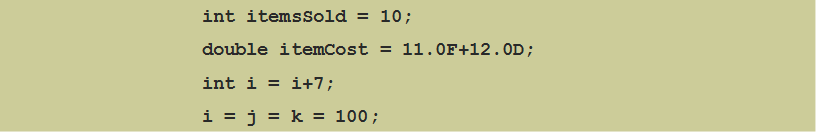 int itemsSold = 10;
double itemCost = 11.0F+12.0D;
int i = i+7;
i = j = k = 100;